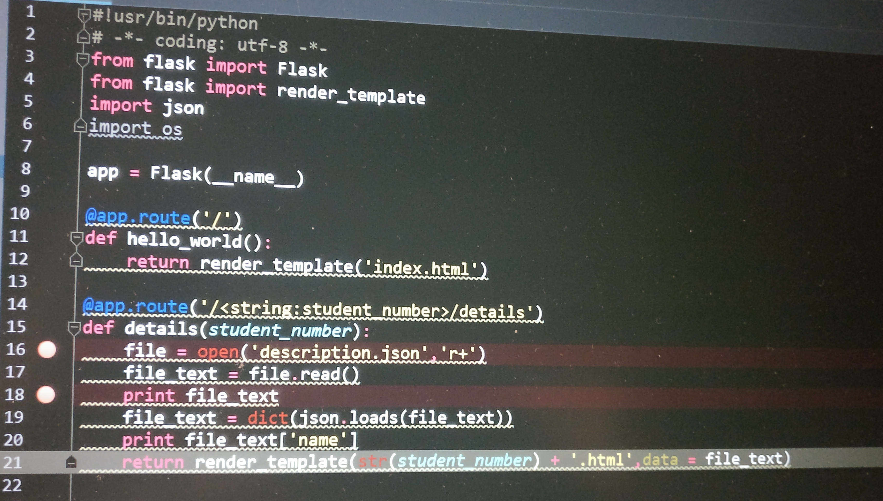 1 #!usr/bin/python
2 # -*- coding: utf-8 -*-
3 from flask import Flask
4 from flask import render_template
5 import json
6 import os
7
8 app = Flask(__name__)
9
10 @app.route('/')
11 def hello_world():
12 return render_template('index.html')
13
14 @app.route('/<string:student_number>/details')
15 def details(student_number):
16 file = open('description.json','r+')
17 file_text = file.read()
18 print file_text
19 file_text = dict(json.loads(file_text))
20 print file_text['name']
21 return render_template(str(student_number) + '.html',data = file_text)
22